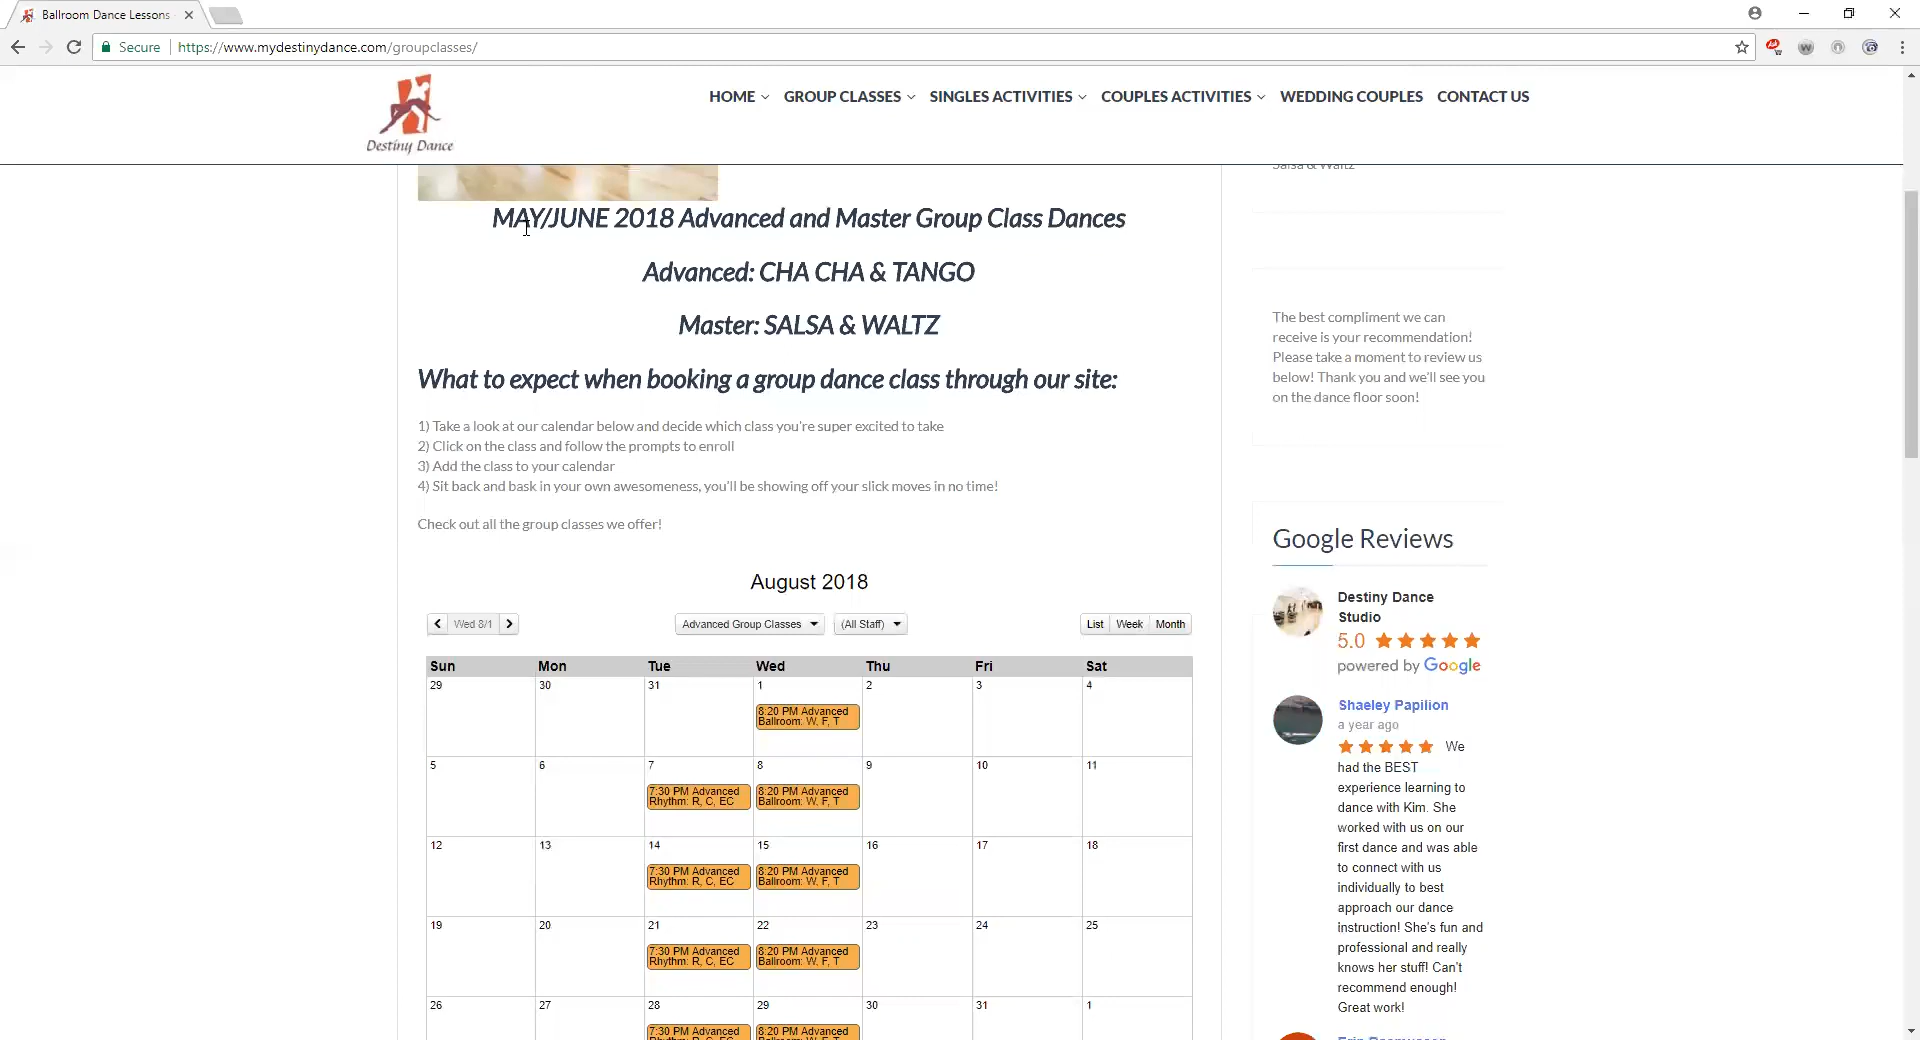 Ballroom Dance Lessons
Secure
https://www.mydestinydance.com/groupclasses/
Destiny Dance
HOME
GROUP CLASSES
SINGLES ACTIVITIES
COUPLES ACTIVITIES
WEDDING COUPLES
CONTACT US
MAY/JUNE 2018 Advanced and Master Group Class Dances
Advanced: CHA CHA & TANGO
Master: SALSA & WALTZ
What to expect when booking a group dance class through our site:
1) Take a look at our calendar below and decide which class you're super excited to take
2) Click on the class and follow the prompts to enroll
3) Add the class to your calendar
4) Sit back and bask in your own awesomeness, you'll be showing off your slick moves in no time!
Check out all the group classes we offer!
August 2018
Wed 8/1
Advanced Group Classes
(All Staff)
List Week Month
Sun Mon Tue Wed Thu Fri Sat
29 30 31 1 2 3 4
8:20 PM Advanced
Ballroom: W, F, T
5 6 7 8 9 10 11
7:30 PM Advanced
Rhythm: R, C, EC
8:20 PM Advanced
Ballroom: W, F, T
12 13 14 15 16 17 18
7:30 PM Advanced
Rhythm: R, C, EC
8:20 PM Advanced
Ballroom: W, F, T
19 20 21 22 23 24 25
7:30 PM Advanced
Rhythm: R, C, EC
8:20 PM Advanced
Ballroom: W, F, T
26 27 28 29 30 31 1
7:30 PM Advanced
Rhythm: R, C, EC
8:20 PM Advanced
Ballroom: W, F, T
Salsa & Waltz
The best compliment we can
receive is your recommendation!
Please take a moment to review us
below! Thank you and we'll see you
on the dance floor soon!
Google Reviews
Destiny Dance
Studio
5.0
powered by Google
Shaeley Papilion
a year ago
We
had the BEST
experience learning to
dance with Kim. She
worked with us on our
first dance and was able
to connect with us
individually to best
approach our dance
instruction! She's fun and
professional and really
knows her stuff! Can't
recommend enough!
Great work!